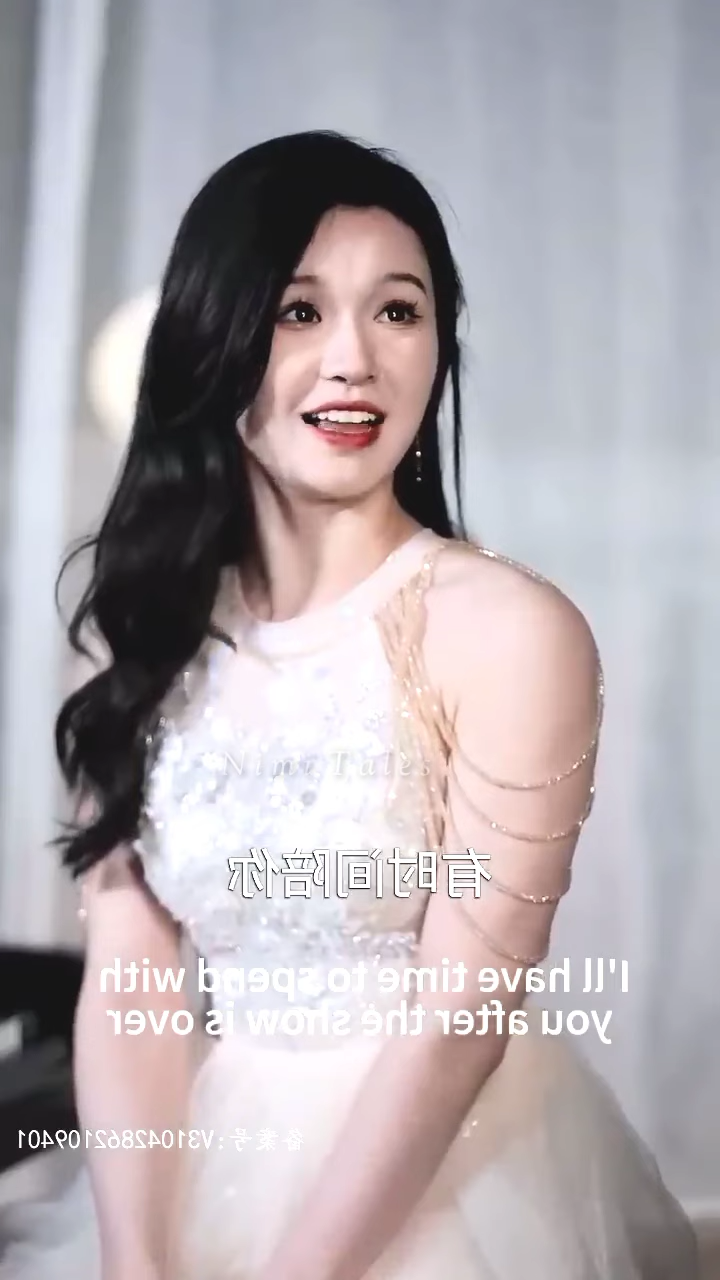 Nini Tales
有时间陪你
I'll have time to spend with
you after the show is over
备案号:V31042862109401